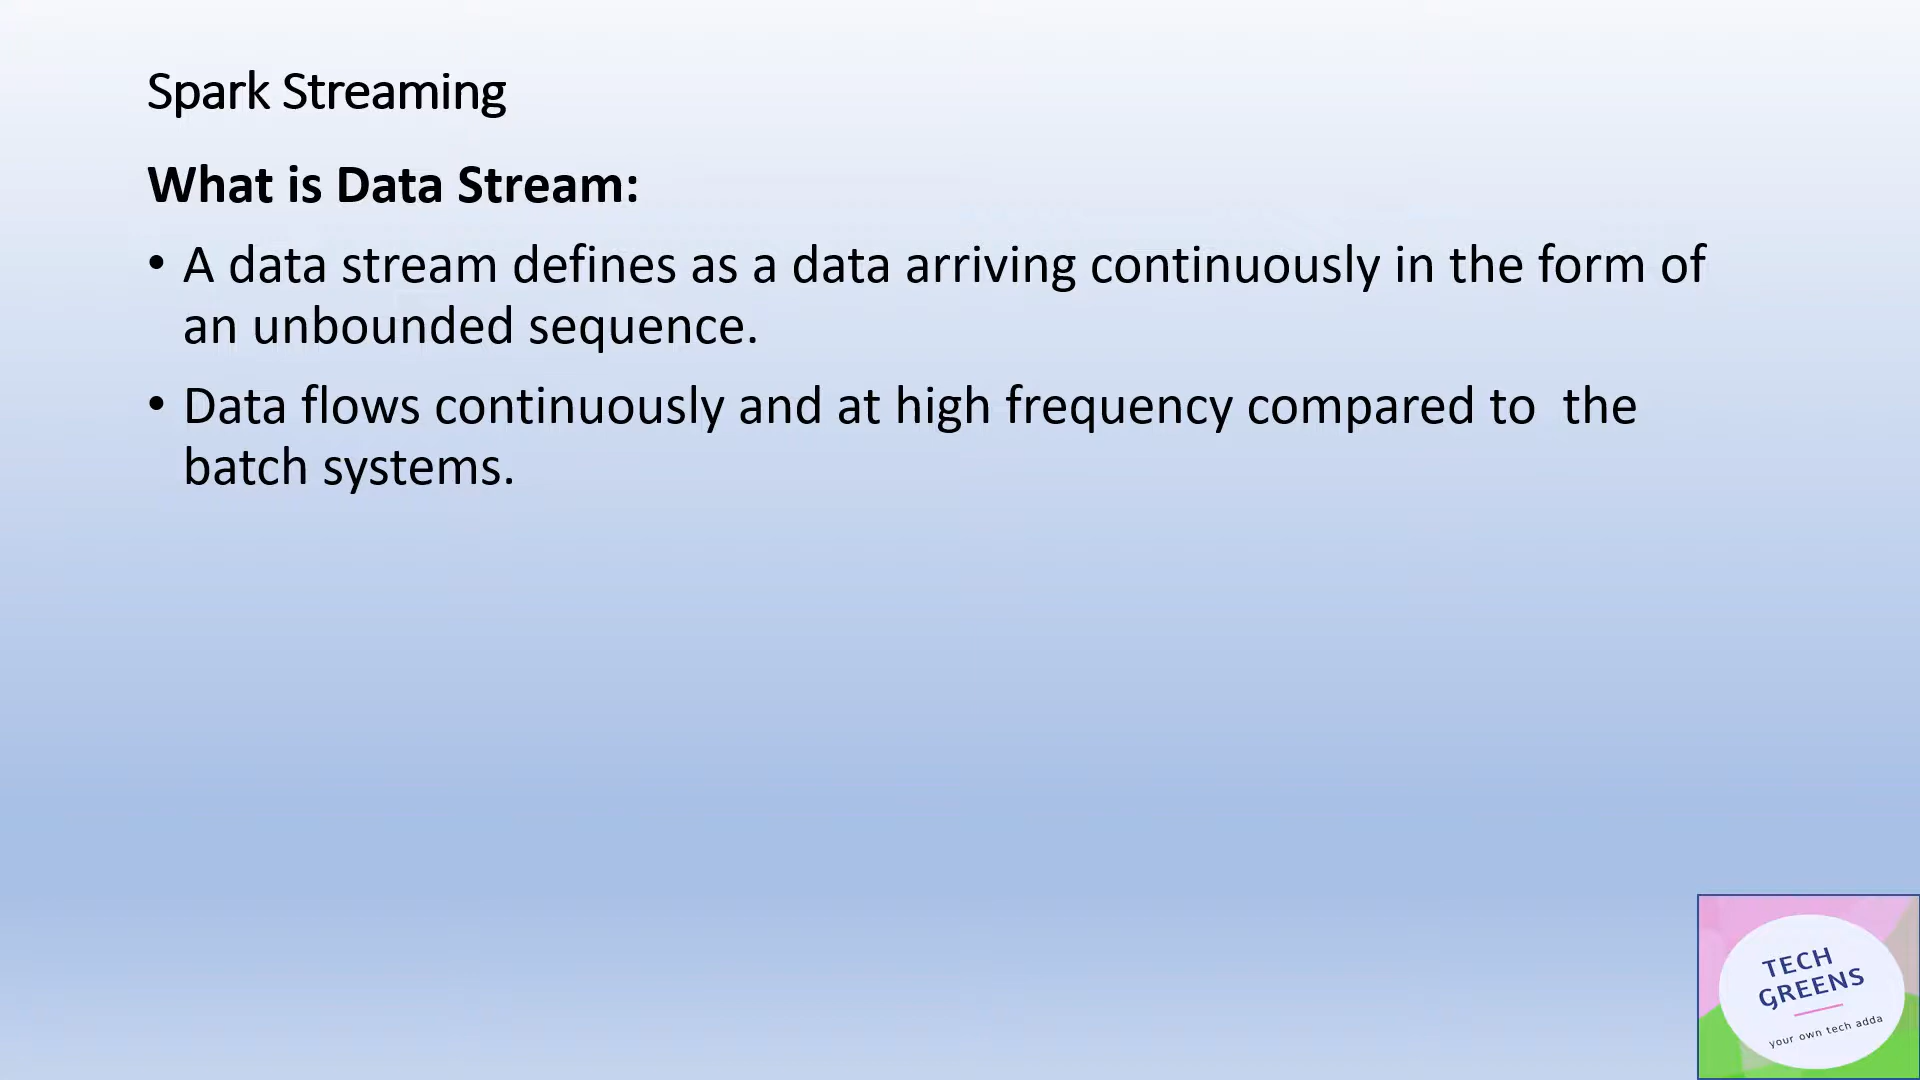 Spark Streaming
What is Data Stream:
• A data stream defines as a data arriving continuously in the form of
an unbounded sequence.
• Data flows continuously and at high frequency compared to  the
batch systems.
TECH
GREENS
your own tech adda